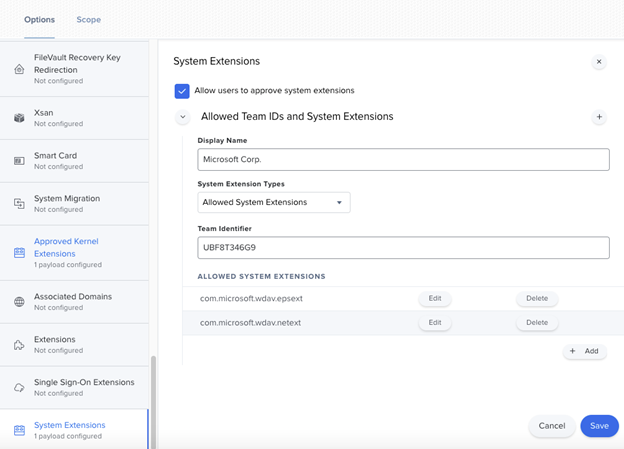 Options
Scope
FileVault Recovery Key
Redirection
Not configured
Xsan
Not configured
Smart Card
Not configured
System Migration
Not configured
Approved Kernel
Extensions
1 payload configured
Associated Domains
Not configured
Extensions
Not configured
Single Sign-On Extensions
Not configured
System Extensions
1 payload configured
System Extensions
Allow users to approve system extensions
Allowed Team IDs and System Extensions
Display Name
Microsoft Corp.
System Extension Types
Allowed System Extensions
Team Identifier
UBF8T346G9
ALLOWED SYSTEM EXTENSIONS
com.microsoft.wdav.epsext Edit Delete
com.microsoft.wdav.netext Edit Delete
+ Add
Cancel Save